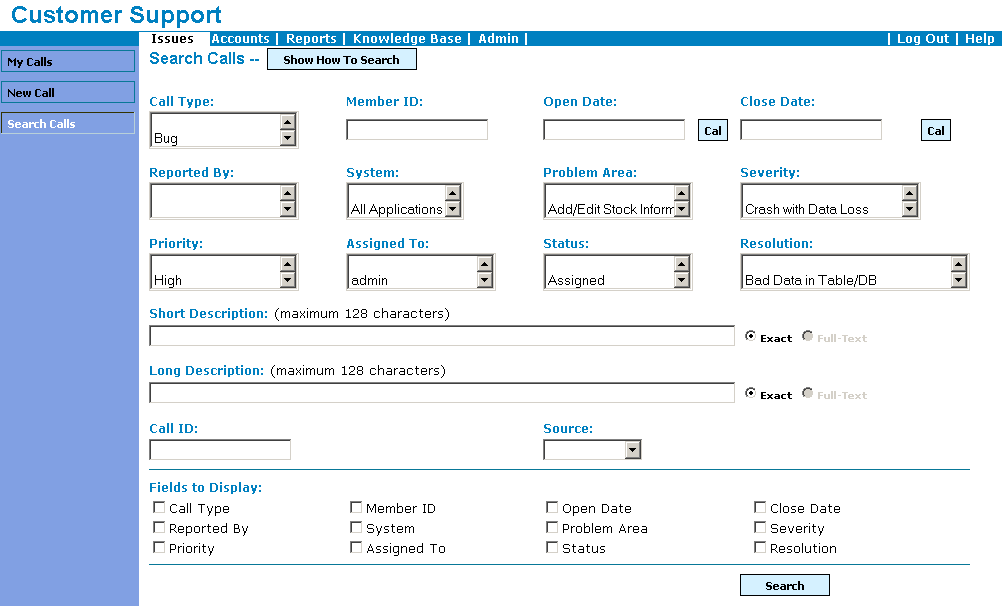 Customer Support
Issues Accounts | Reports | Knowledge Base | Admin | | Log Out | Help
My Calls
New Call
Search Calls
Search Calls -- Show How To Search
Call Type: Member ID: Open Date: Close Date:
Bug Cal Cal
Reported By: System: Problem Area: Severity:
All Applications Add/Edit Stock Inform Crash with Data Loss
Priority: Assigned To: Status: Resolution:
High admin Assigned Bad Data in Table/DB
Short Description: (maximum 128 characters)
Exact Full-Text
Long Description: (maximum 128 characters)
Exact Full-Text
Call ID: Source:
Fields to Display:
Call Type Member ID Open Date Close Date
Reported By System Problem Area Severity
Priority Assigned To Status Resolution
Search